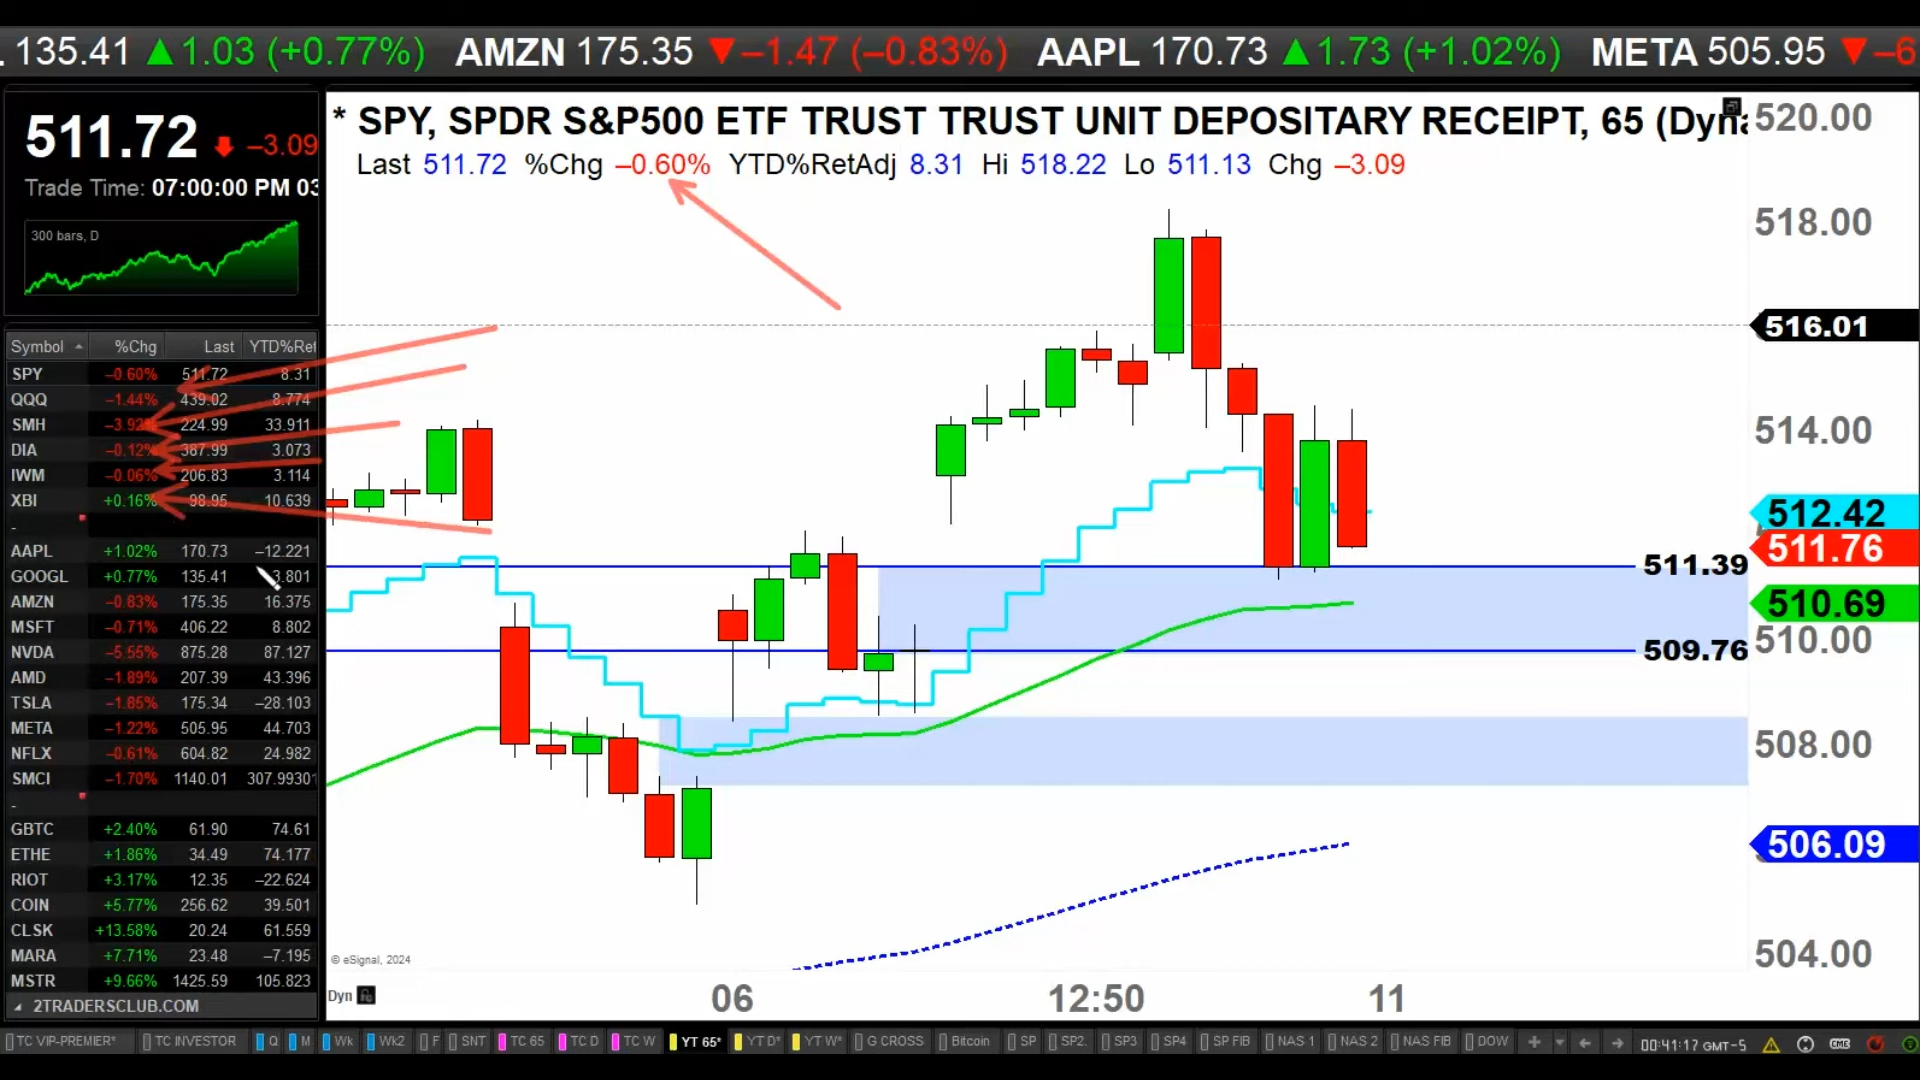 . 135.41 ▲1.03 (+0.77%) AMZN 175.35 ▼–1.47 (–0.83%) AAPL 170.73 ▲1.73 (+1.02%) META 505.95 ▼–6
511.72 –3.09
Trade Time: 07:00:00 PM 03
300 bars, D
Symbol %Chg Last YTD%Ret
SPY –0.60% 511.72 8.31
QQQ –1.44% 439.02 8.774
SMH –3.92% 224.99 33.911
DIA –0.12% 387.99 3.073
IWM –0.06% 206.83 3.114
XBI +0.16% 98.95 10.639
-
AAPL +1.02% 170.73 –12.221
GOOGL +0.77% 135.41 3.801
AMZN –0.83% 175.35 16.375
MSFT –0.71% 406.22 8.802
NVDA –5.55% 875.28 87.127
AMD –1.89% 207.39 43.396
TSLA –1.85% 175.34 –28.103
META –1.22% 505.95 44.703
NFLX –0.61% 604.82 24.982
SMCI –1.70% 1140.01 307.9930
-
GBTC +2.40% 61.90 74.61
ETHE +1.86% 34.49 74.177
RIOT +3.17% 12.35 –22.624
COIN +5.77% 256.62 39.501
CLSK +13.58% 20.24 61.559
MARA +7.71% 23.48 –7.195
MSTR +9.66% 1425.59 105.823
2TRADERSCLUB.COM
* SPY, SPDR S&P500 ETF TRUST TRUST UNIT DEPOSITARY RECEIPT, 65 (Dyna
Last 511.72 %Chg –0.60% YTD%RetAdj 8.31 Hi 518.22 Lo 511.13 Chg –3.09
520.00
518.00
516.01
514.00
512.42
511.76
511.39
510.69
510.00
509.76
508.00
506.09
504.00
© eSignal, 2024
Dyn 06 12:50 11
TC VIP-PREMIER* TC INVESTOR Q M Wk Wk2 F SNT TC 65 TC D TC W YT 65* YT D* YT W* G CROSS Bitcoin SP SP2. SP3 SP4 SP FIB NAS 1 NAS 2 NAS FIB DOW 00:41:17 GMT-5